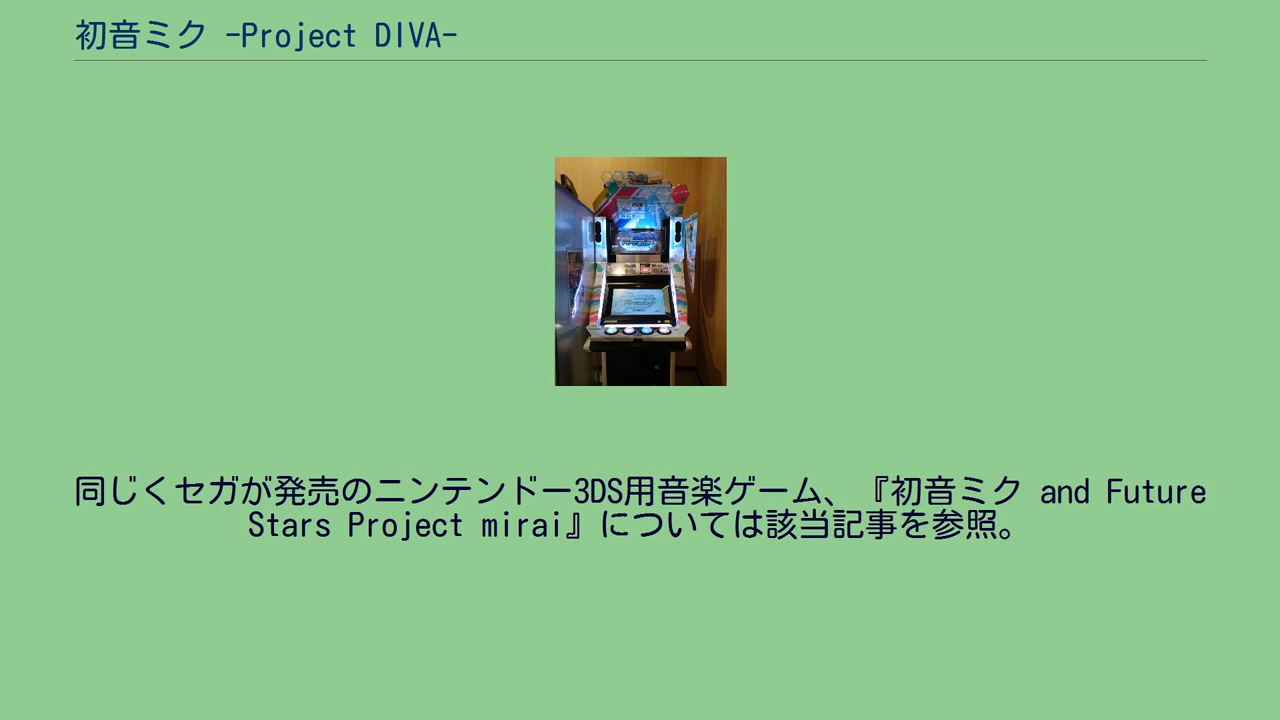 初音ミク -Project DIVA-
同じくセガが発売のニンテンドー3DS用音楽ゲーム、『初音ミク and Future
Stars Project mirai』については該当記事を参照。